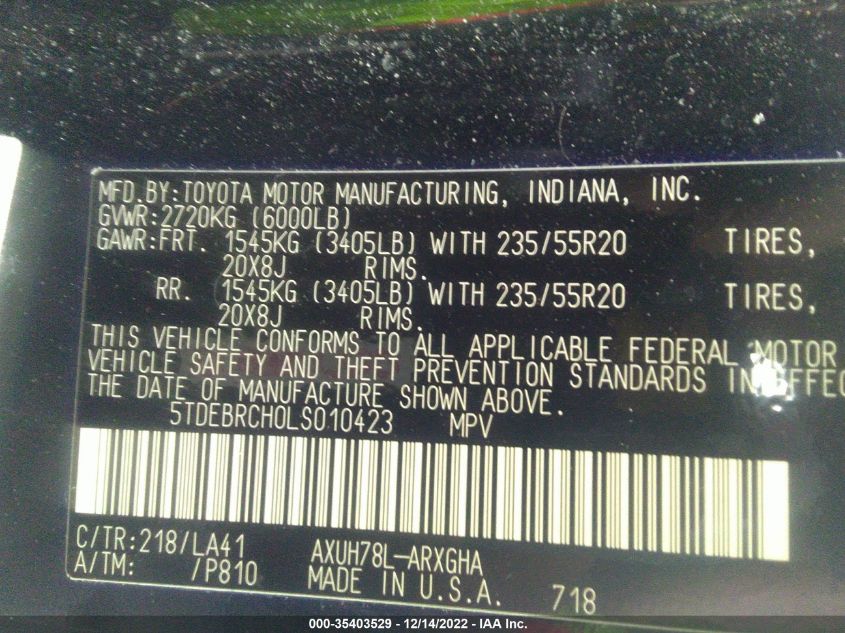 MFD.BY:TOYOTA MOTOR MANUFACTURING, INDIANA, INC.
GVWR:2720KG (6000LB)
GAWR:FRT. 1545KG (3405LB) WITH 235/55R20 TIRES,
20X8J RIMS.
RR. 1545KG (3405LB) WITH 235/55R20 TIRES,
20X8J RIMS.
THIS VEHICLE CONFORMS TO ALL APPLICABLE FEDERAL MOTOR
VEHICLE SAFETY AND THEFT PREVENTION STANDARDS IN EFFEC
THE DATE OF MANUFACTURE SHOWN ABOVE.
5TDEBRCH0LS010423 MPV
C/TR:218/LA41 AXUH78L-ARXGHA
A/TM: /P810 MADE IN U.S.A. 718
000-35403529 - 12/14/2022 - IAA Inc.